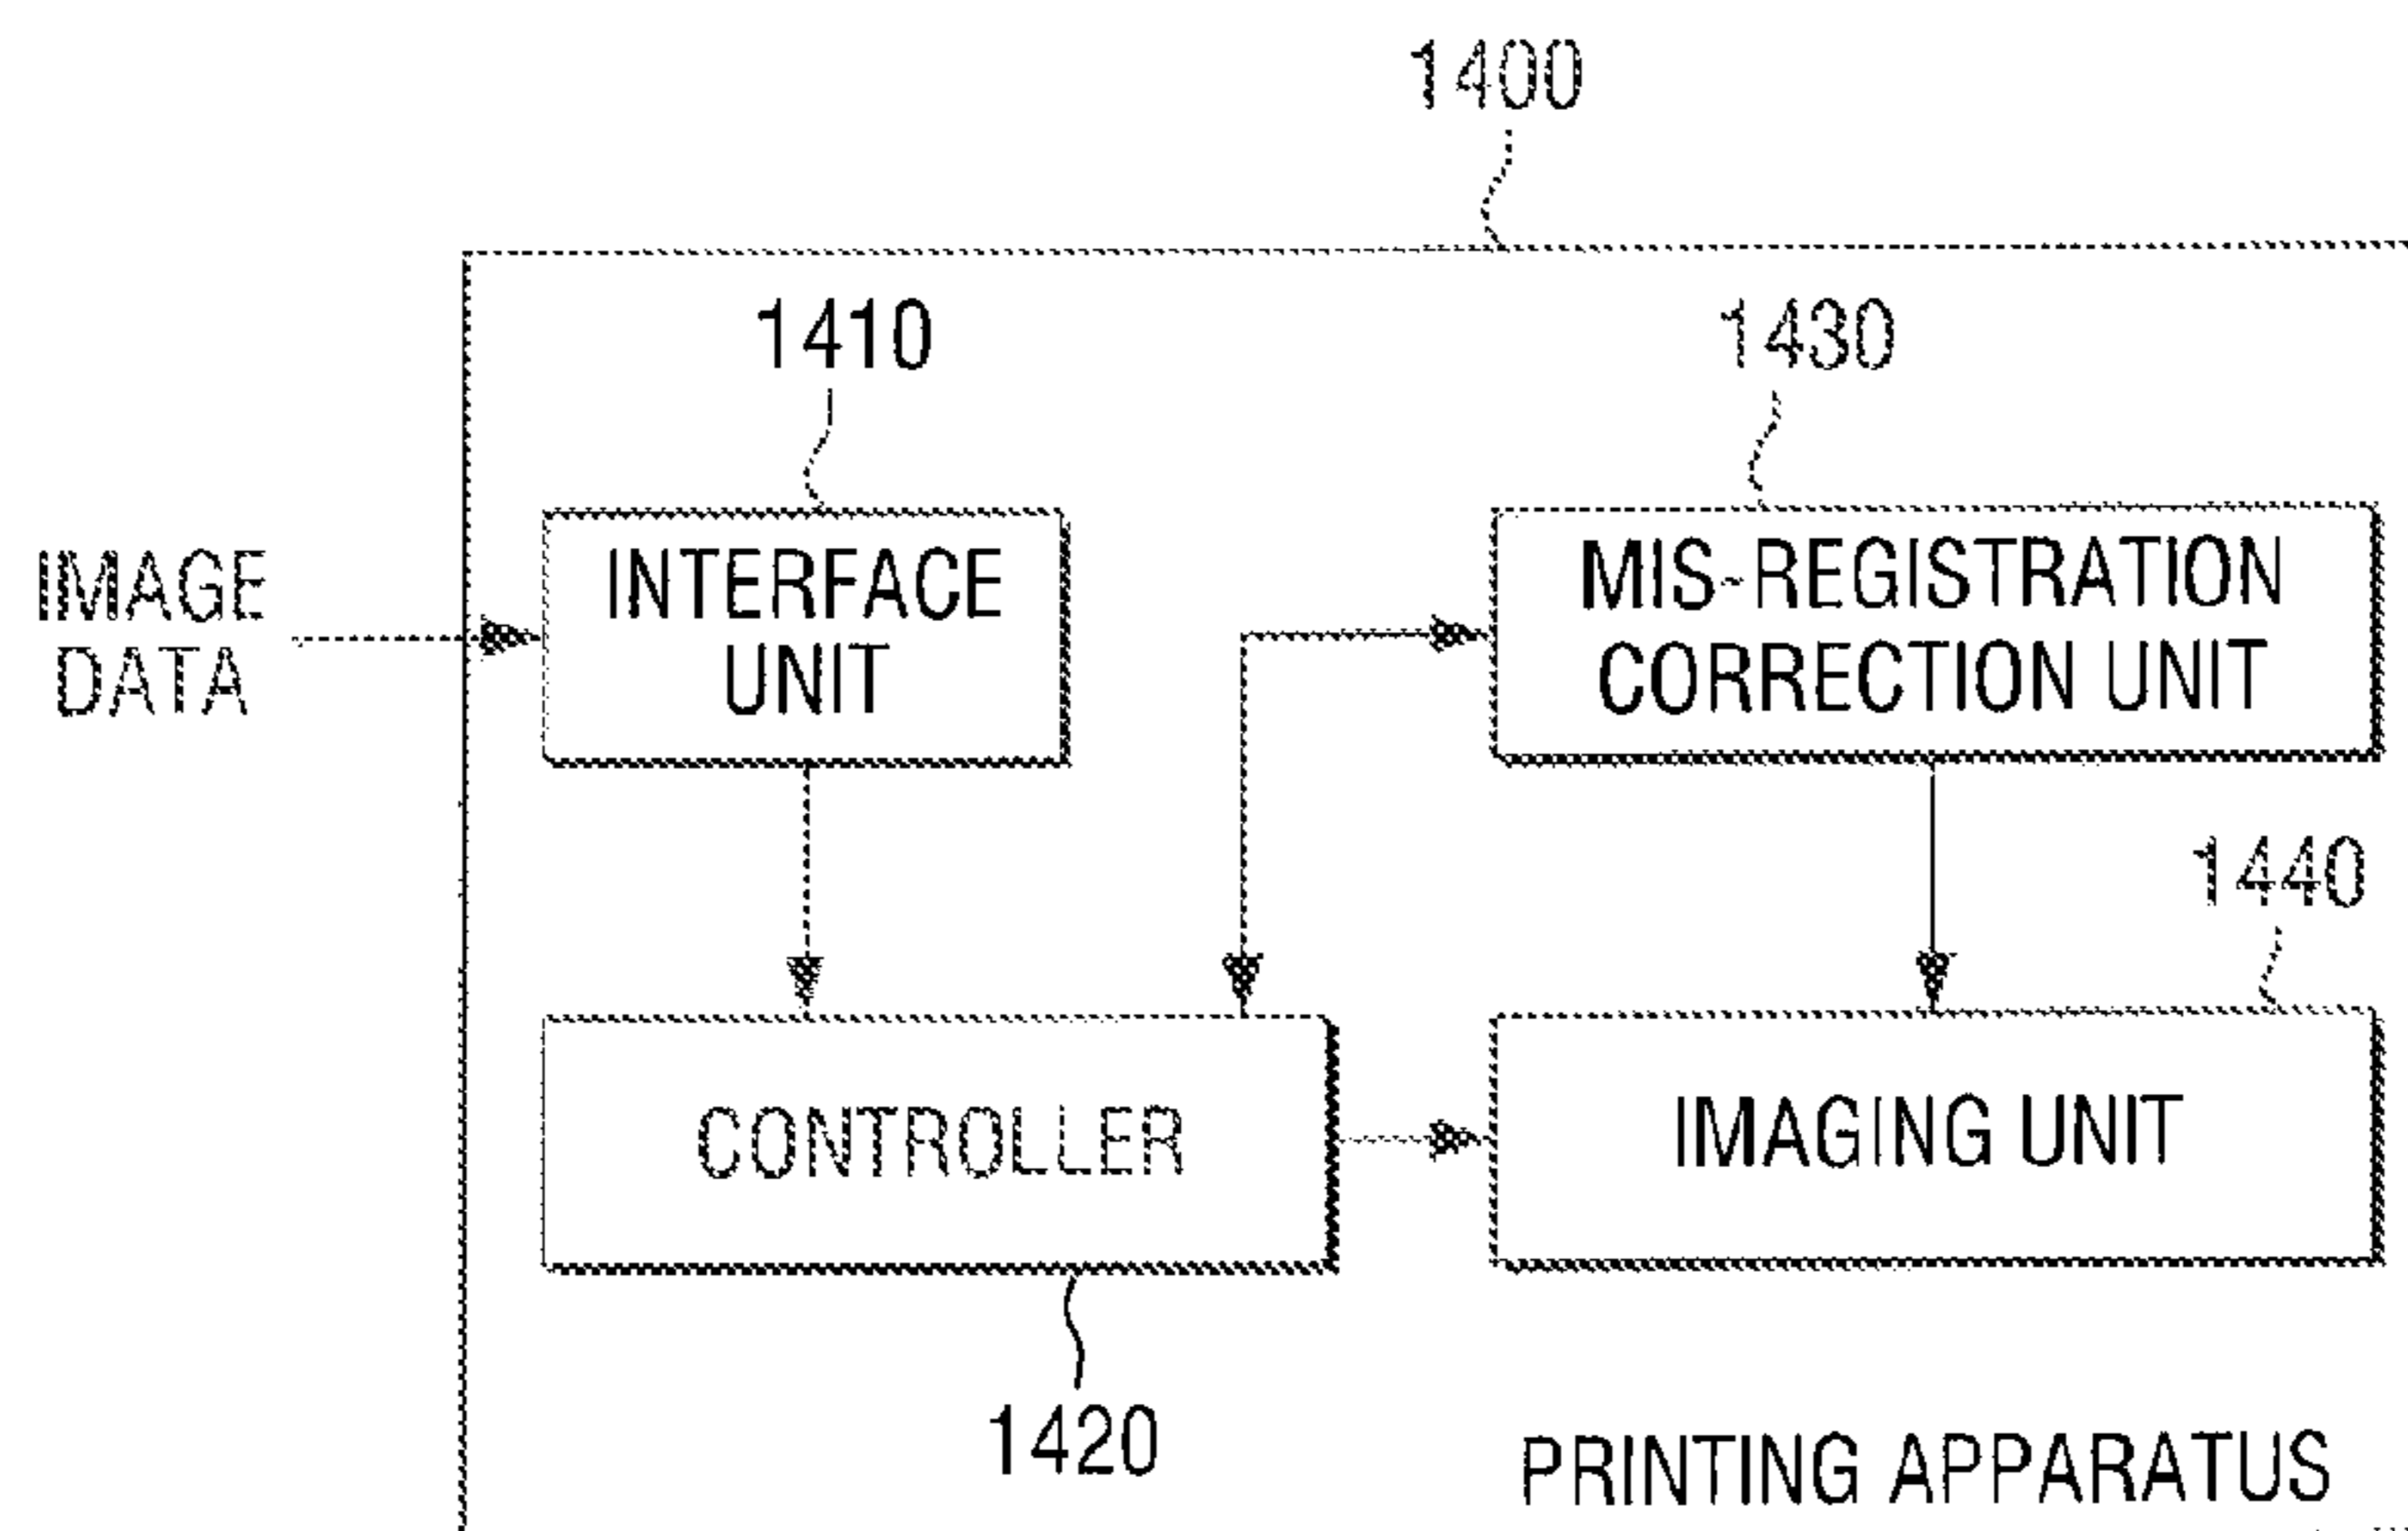 1400
1410
1430
IMAGE
DATA
INTERFACE
UNIT
MIS-REGISTRATION
CORRECTION UNIT
1440
CONTROLLER
IMAGING UNIT
1420
PRINTING APPARATUS